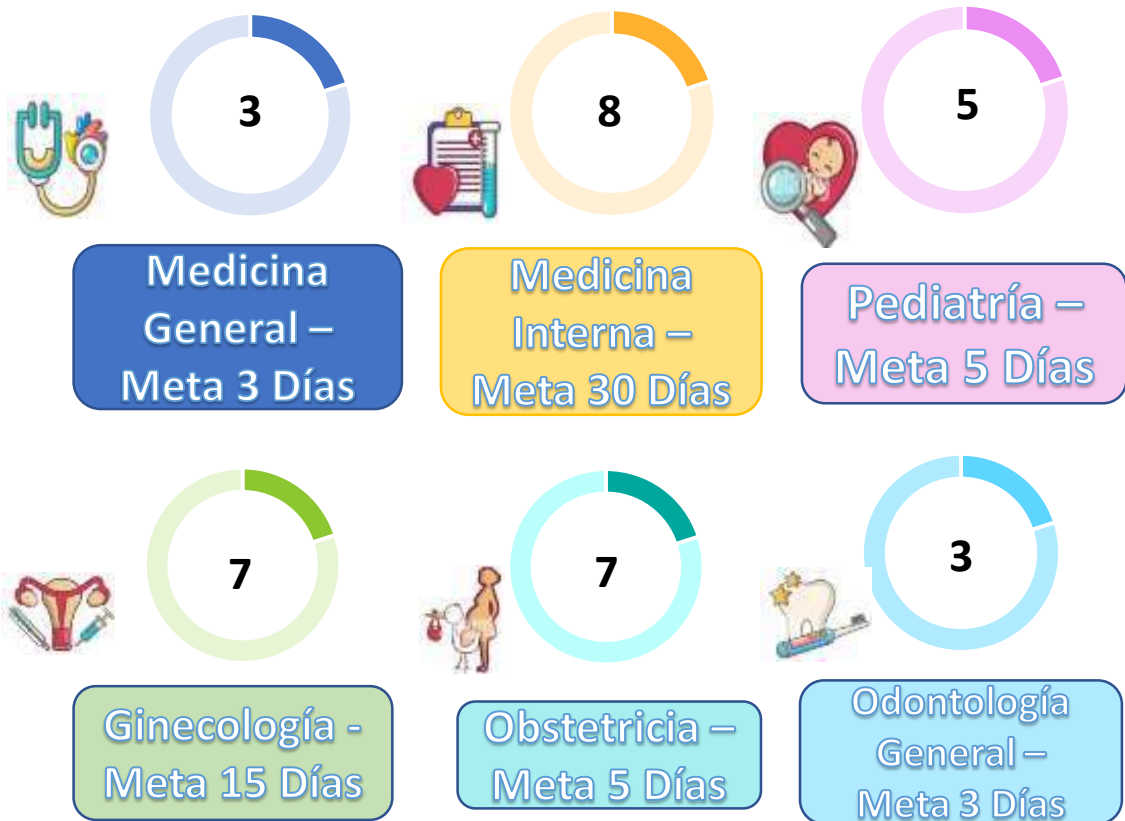 3
8
5
Medicina
General –
Meta 3 Días
Medicina
Interna –
Meta 30 Días
Pediatría –
Meta 5 Días
7
7
3
Ginecología -
Meta 15 Días
Obstetricia –
Meta 5 Días
Odontología
General –
Meta 3 Días